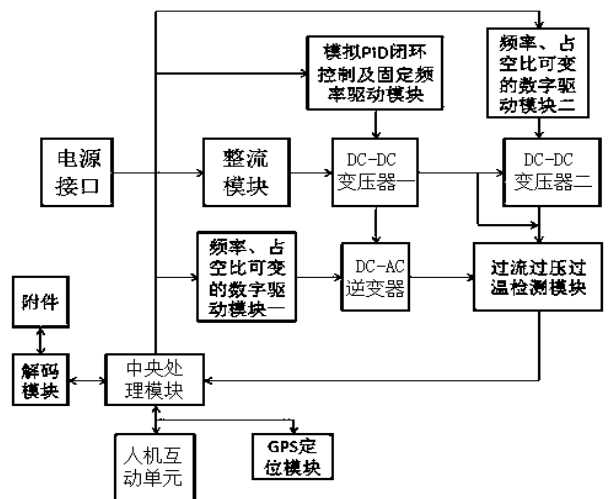 模拟PiD闭环
控制及固定频
率驱动模块
频率、占
空比可变
的数字驱
动模块二
电源
接口
整流
模块
DC-DC
变压器一
DC-DC
变压器二
频率、占
空比可变
的数字驱
动模块一
DC-AC
逆变器
过流过压过
温检测模块
附件
解码
模块
中央处
理模块
人机互
动单元
GPS定
位模块